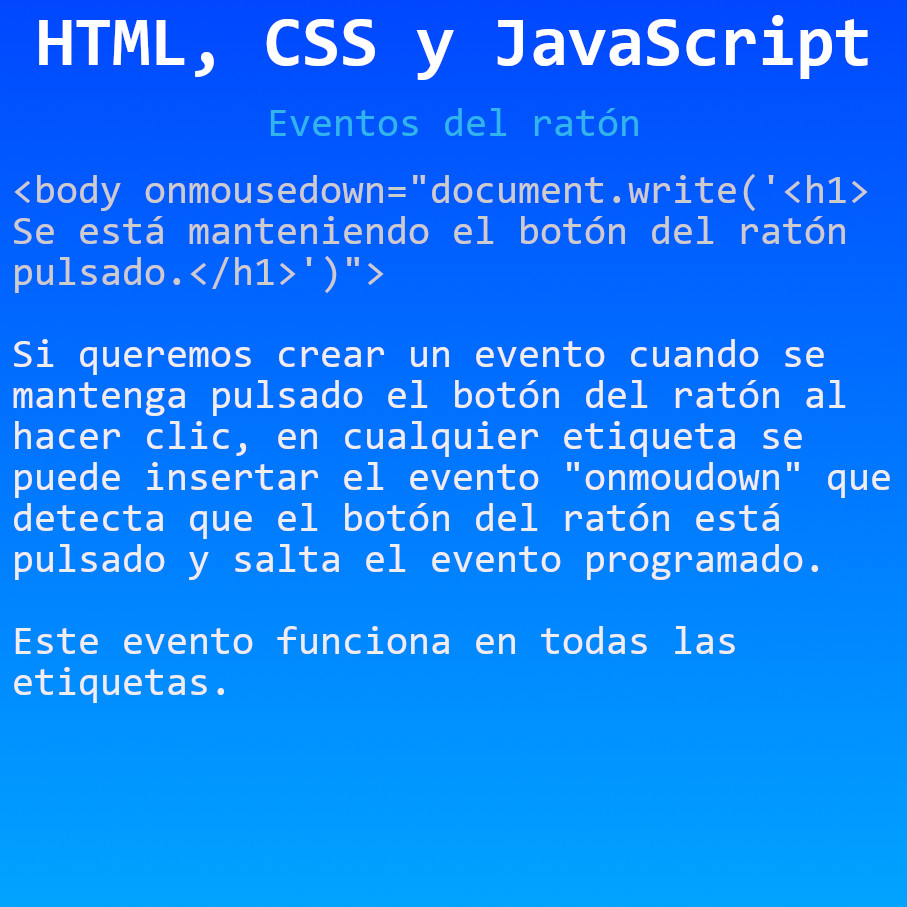 HTML, CSS y JavaScript
Eventos del ratón
<body onmousedown="document.write('<h1>
Se está manteniendo el botón del ratón
pulsado.</h1>')">
Si queremos crear un evento cuando se
mantenga pulsado el botón del ratón al
hacer clic, en cualquier etiqueta se
puede insertar el evento "onmoudown" que
detecta que el botón del ratón está
pulsado y salta el evento programado.
Este evento funciona en todas las
etiquetas.